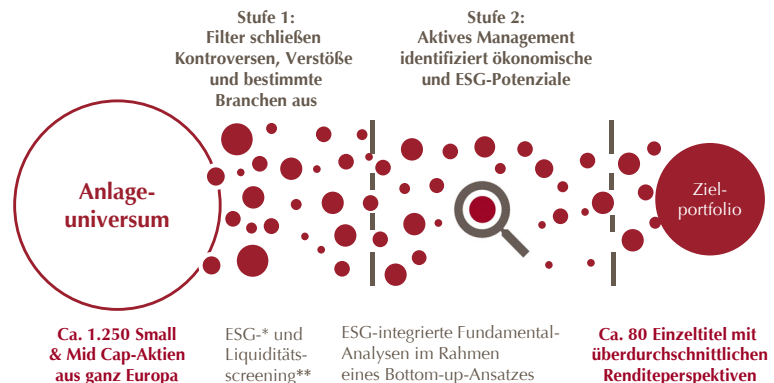 Stufe 1:
Filter schließen
Kontroversen, Verstöße
und bestimmte
Branchen aus
Stufe 2:
Aktives Management
identifiziert ökonomische
und ESG-Potenziale
Anlage-
universum
Ziel-
portfolio
Ca. 1.250 Small
& Mid Cap-Aktien
aus ganz Europa
ESG-* und
Liquiditäts-
screening**
ESG-integrierte Fundamental-
Analysen im Rahmen
eines Bottom-up-Ansatzes
Ca. 80 Einzeltitel mit
überdurchschnittlichen
Renditeperspektiven